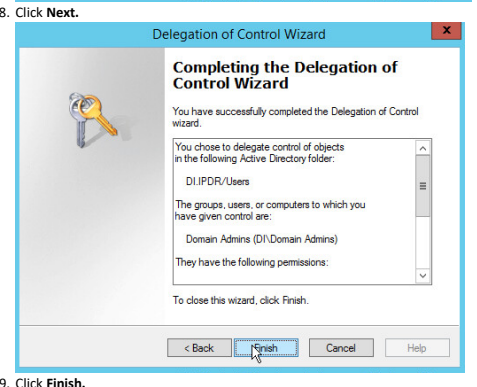 8. Click Next.
Delegation of Control Wizard
x
Completing the Delegation of
Control Wizard
You have successfully completed the Delegation of Control
wizard.
You chose to delegate control of objects
in the following Active Directory folder:
DI.IPDR/Users
The groups, users, or computers to which you
have given control are:
Domain Admins (DI\Domain Admins)
They have the following permissions:
To close this wizard, click Finish.
< Back Finish Cancel Help
9. Click Finish.